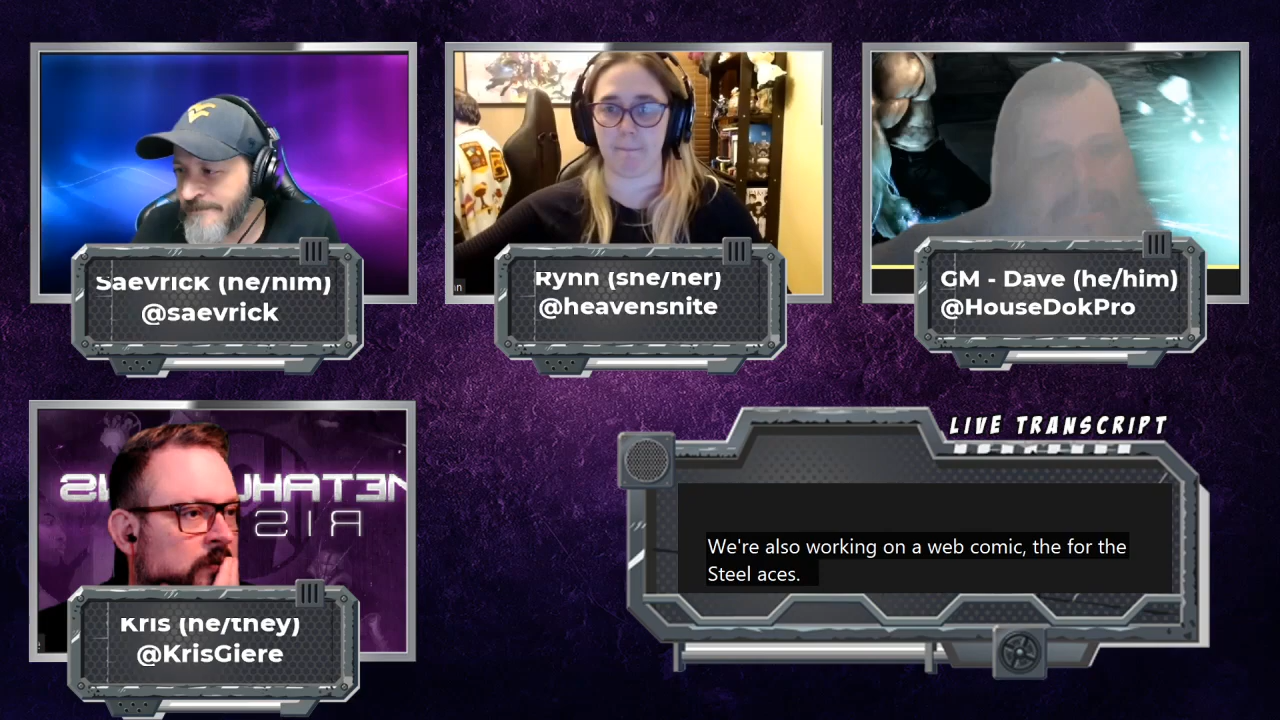 Saevrick (he/him)
@saevrick
Rynn (she/her)
@heavensnite
GM - Dave (he/him)
@HouseDokPro
Kris (he/they)
@KrisGiere
LIVE TRANSCRIPT
We're also working on a web comic, the for the
Steel aces.